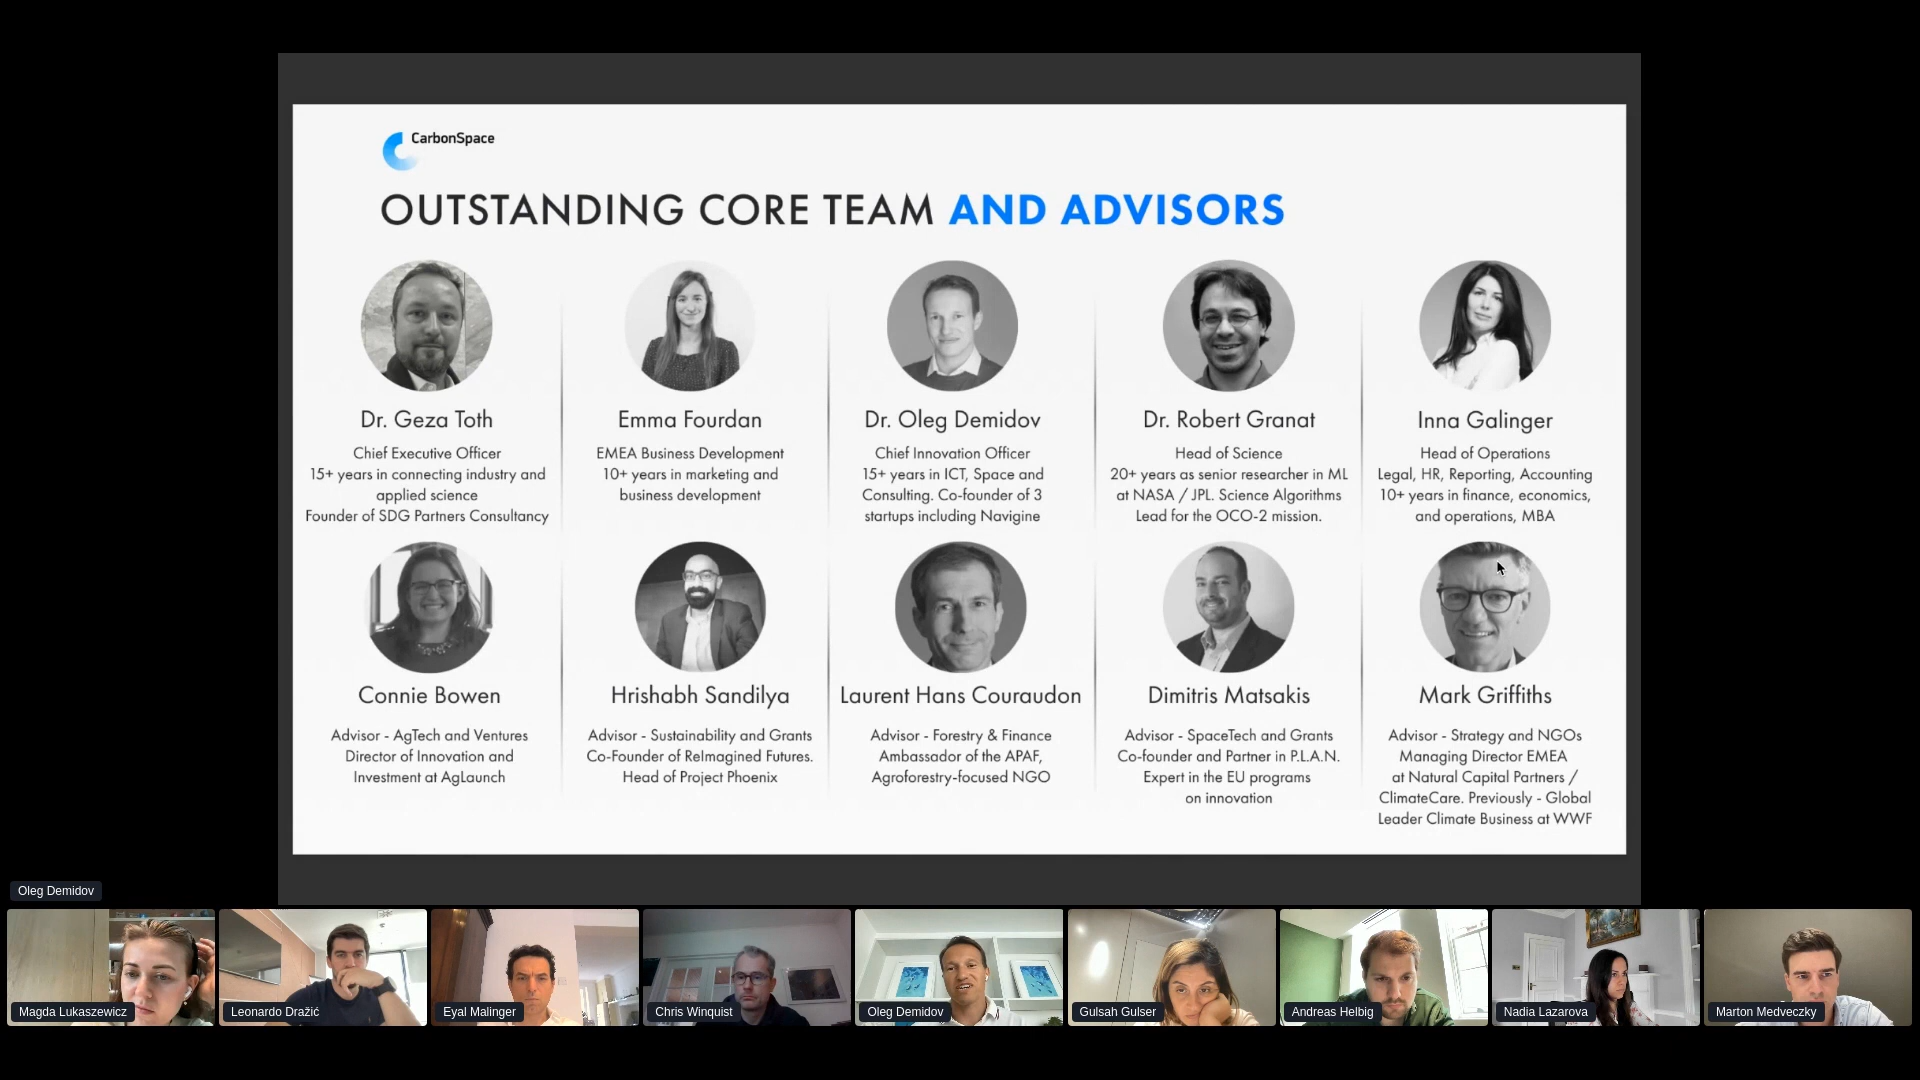 CarbonSpace
OUTSTANDING CORE TEAM AND ADVISORS
Dr. Geza Toth
Chief Executive Officer
15+ years in connecting industry and
applied science
Founder of SDG Partners Consultancy
Emma Fourdan
EMEA Business Development
10+ years in marketing and
business development
Dr. Oleg Demidov
Chief Innovation Officer
15+ years in ICT, Space and
Consulting. Co-founder of 3
startups including Navigine
Dr. Robert Granat
Head of Science
20+ years as senior researcher in ML
at NASA / JPL. Science Algorithms
Lead for the OCO-2 mission.
Inna Galinger
Head of Operations
Legal, HR, Reporting, Accounting
10+ years in finance, economics,
and operations, MBA
Connie Bowen
Advisor - AgTech and Ventures
Director of Innovation and
Investment at AgLaunch
Hrishabh Sandilya
Advisor - Sustainability and Grants
Co-Founder of ReImagined Futures.
Head of Project Phoenix
Laurent Hans Couraudon
Advisor - Forestry & Finance
Ambassador of the APAF,
Agroforestry-focused NGO
Dimitris Matsakis
Advisor - SpaceTech and Grants
Co-founder and Partner in P.L.A.N.
Expert in the EU programs
on innovation
Mark Griffiths
Advisor - Strategy and NGOs
Managing Director EMEA
at Natural Capital Partners /
ClimateCare. Previously - Global
Leader Climate Business at WWF
Oleg Demidov
Magda Lukaszewicz
Leonardo Dražić
Eyal Malinger
Chris Winquist
Oleg Demidov
Gulsah Gulser
Andreas Helbig
Nadia Lazarova
Marton Medveczky